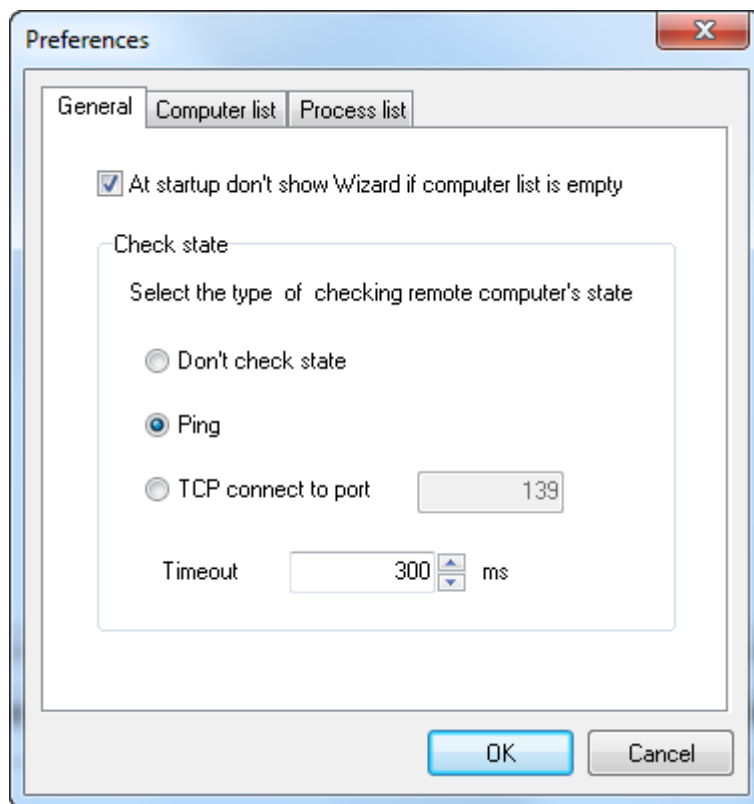 Preferences
General Computer list Process list
At startup don't show Wizard if computer list is empty
Check state
Select the type of checking remote computer's state
Don't check state
Ping
TCP connect to port 139
Timeout 300 ms
OK Cancel